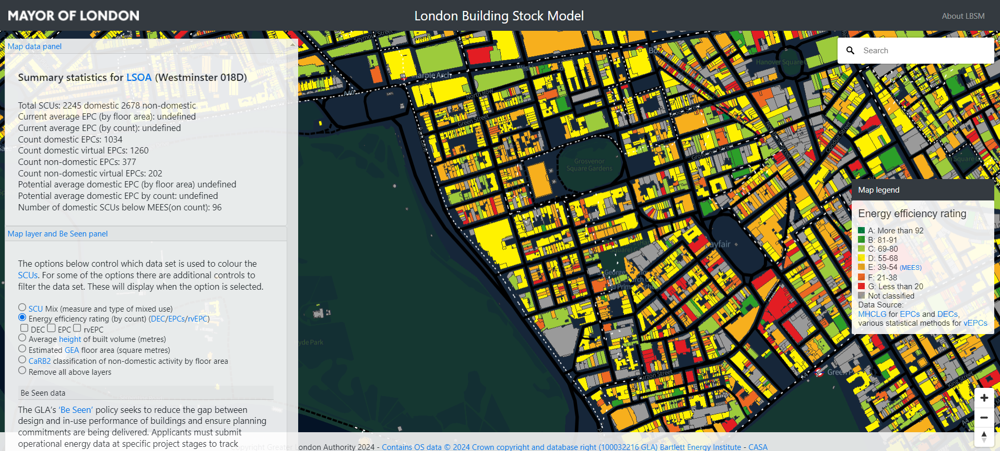 MAYOR OF LONDON
London Building Stock Model
About LBSM
Map data panel
Summary statistics for LSOA (Westminster 018D)
Total SCUs: 2245 domestic 2678 non-domestic
Current average EPC (by floor area): undefined
Current average EPC (by count): undefined
Count domestic EPCs: 1034
Count domestic virtual EPCs: 1260
Count non-domestic EPCs: 377
Count non-domestic virtual EPCs: 202
Potential average domestic EPC (by floor area) undefined
Potential average domestic EPC by count: undefined
Number of domestic SCUs below MEES(on count): 96
Map layer and Be Seen panel
The options below control which data set is used to colour the
SCUs. For some of the options there are additional controls to
filter the data set. These will display when the option is selected.
SCU Mix (measure and type of mixed use)
Energy efficiency rating (by count) (DEC/EPCs/rvEPC)
DEC EPC rvEPC
Average height of built volume (metres)
Estimated GEA floor area (square metres)
CaRB2 classification of non-domestic activity by floor area
Remove all above layers
Be Seen data
The GLA's 'Be Seen' policy seeks to reduce the gap between
design and in-use performance of buildings and ensure planning
commitments are being delivered. Applicants must submit
operational energy data at specific project stages to track
Seymour Street
Marble Arch
A40
North Row
Green Street
Hanover Square
Grosvenor
Square Gardens
Curzon Street
King Street
A4
A4
Search
Map legend
Energy efficiency rating
A: More than 92
B: 81-91
C: 69-80
D: 55-68
E: 39-54 (MEES)
F: 21-38
G: Less than 20
Not classified
Data Source:
MHCLG for EPCs and DECs,
various statistical methods for vEPCs
Copyright Greater London Authority 2024 - Contains OS data © 2024 Crown copyright and database right (100032216 GLA) Bartlett Energy Institute - CASA